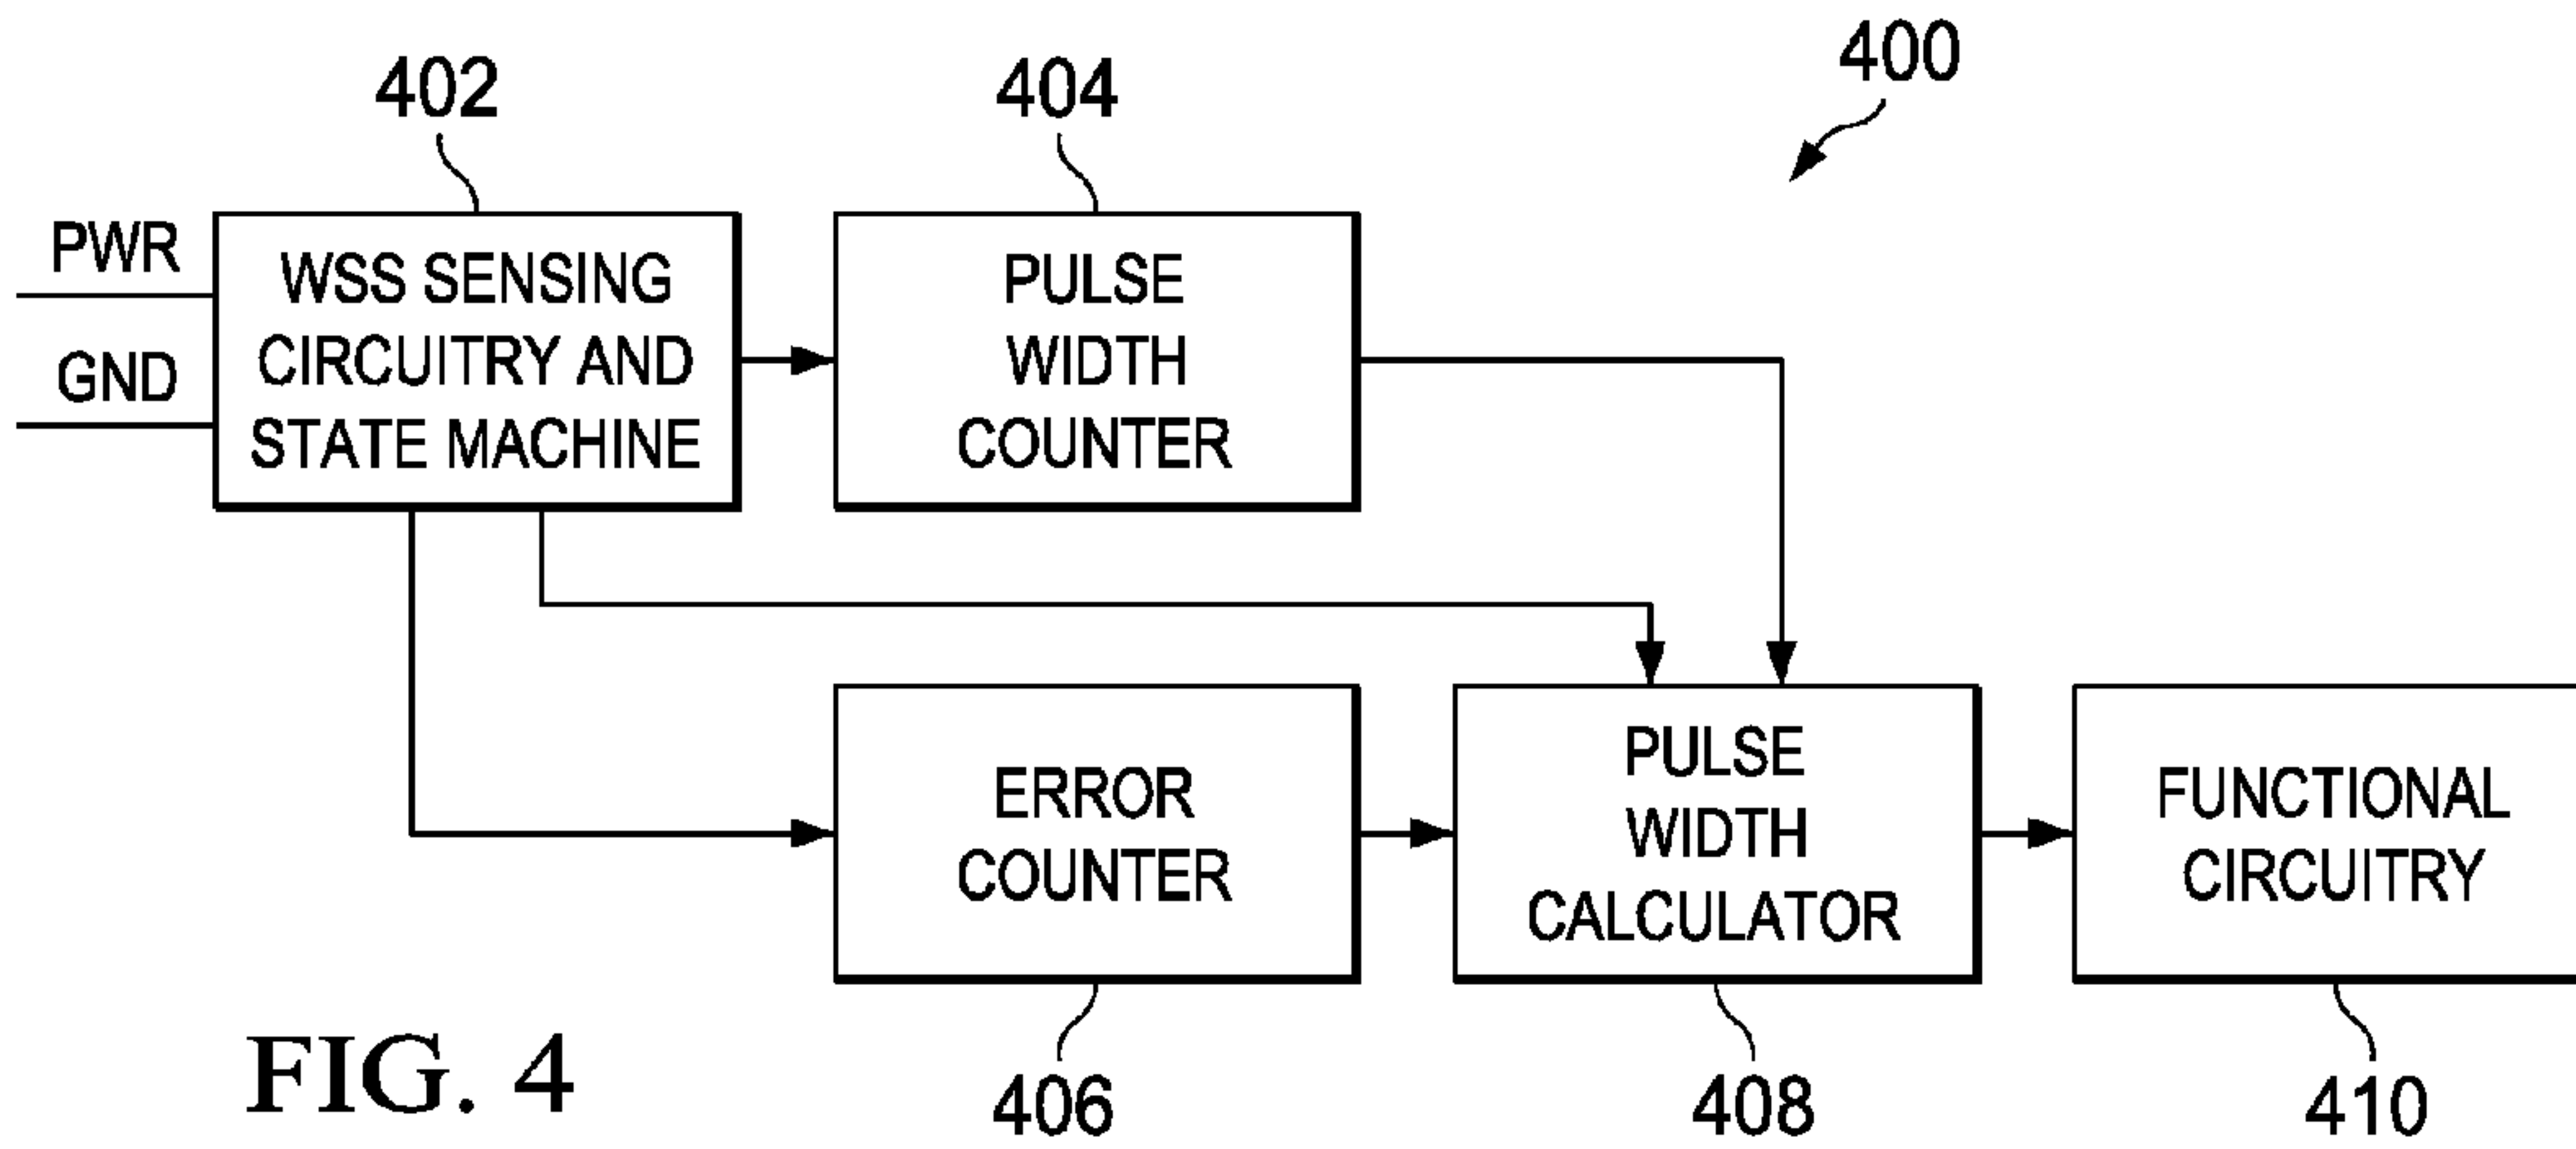 400
402
404
PWR
GND
WSS SENSING
CIRCUITRY AND
STATE MACHINE
PULSE
WIDTH
COUNTER
ERROR
COUNTER
PULSE
WIDTH
CALCULATOR
FUNCTIONAL
CIRCUITRY
406
408
410
FIG. 4